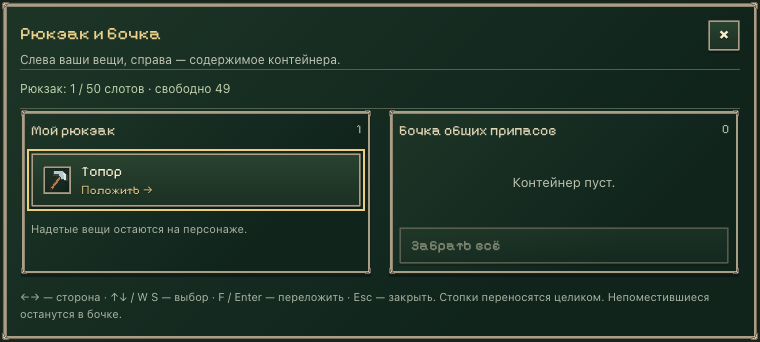 Рюкзак и бочка
×
Слева ваши вещи, справа — содержимое контейнера.
Рюкзак: 1 / 50 слотов · свободно 49
Мой рюкзак 1
Топор
Положить →
Надетые вещи остаются на персонаже.
Бочка общих припасов 0
Контейнер пуст.
Забрать всё
←→ — сторона · ↑↓ / W S — выбор · F / Enter — переложить · Esc — закрыть. Стопки переносятся целиком. Непоместившиеся
останутся в бочке.